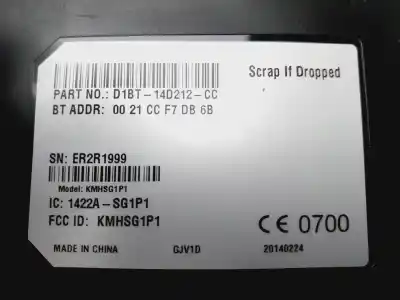 Scrap If Dropped
PART NO.: D1BT-14D212-CC
BT ADDR: 00 21 CC F7 DB 6B
SN: ER2R1999
Model: KMHSG1P1
IC: 1422A-SG1P1
FCC ID: KMHSG1P1
CE 0700
MADE IN CHINA GJV1D 20140224